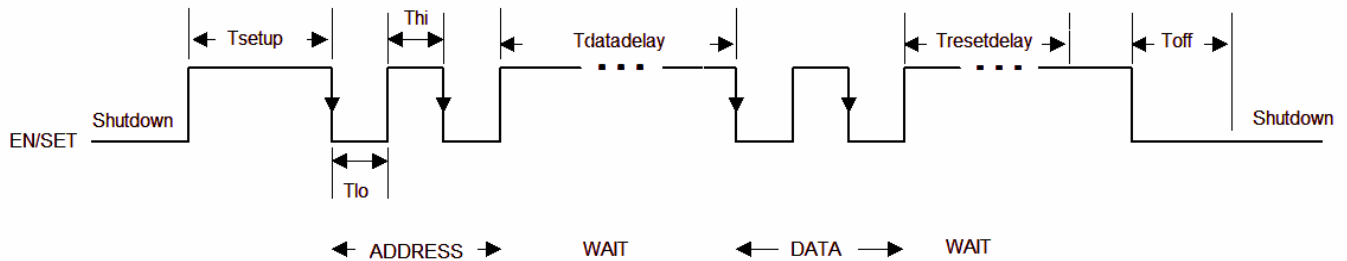 Thi
Tsetup
Tdatadelay
Tresetdelay
Toff
Shutdown
Shutdown
EN/SET
Tlo
ADDRESS
WAIT
DATA
WAIT